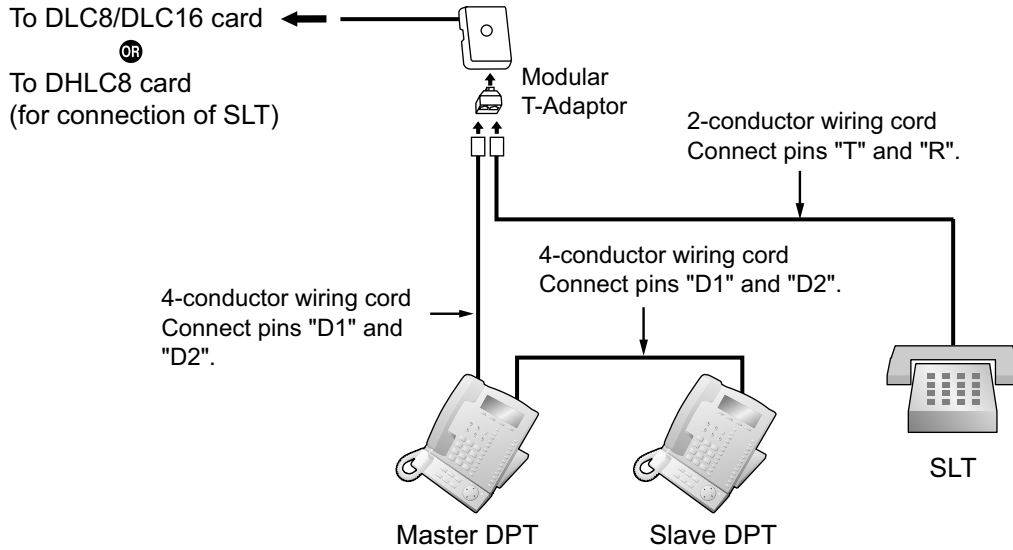 To DLC8/DLC16 card
OR
To DHLC8 card
(for connection of SLT)
Modular
T-Adaptor
2-conductor wiring cord
Connect pins "T" and "R".
4-conductor wiring cord
Connect pins "D1" and "D2".
4-conductor wiring cord
Connect pins "D1" and
"D2".
SLT
Master DPT
Slave DPT